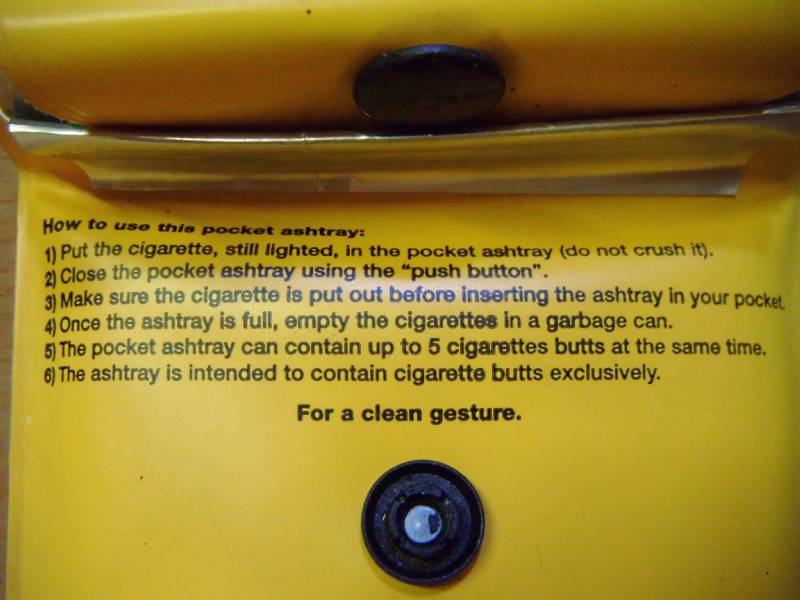 How to use this pocket ashtray:
1) Put the cigarette, still lighted, in the pocket ashtray (do not crush it).
2) Close the pocket ashtray using the “push button”.
3) Make sure the cigarette is put out before inserting the ashtray in your pocket.
4) Once the ashtray is full, empty the cigarettes in a garbage can.
5) The pocket ashtray can contain up to 5 cigarettes butts at the same time.
6) The ashtray is intended to contain cigarette butts exclusively.
For a clean gesture.